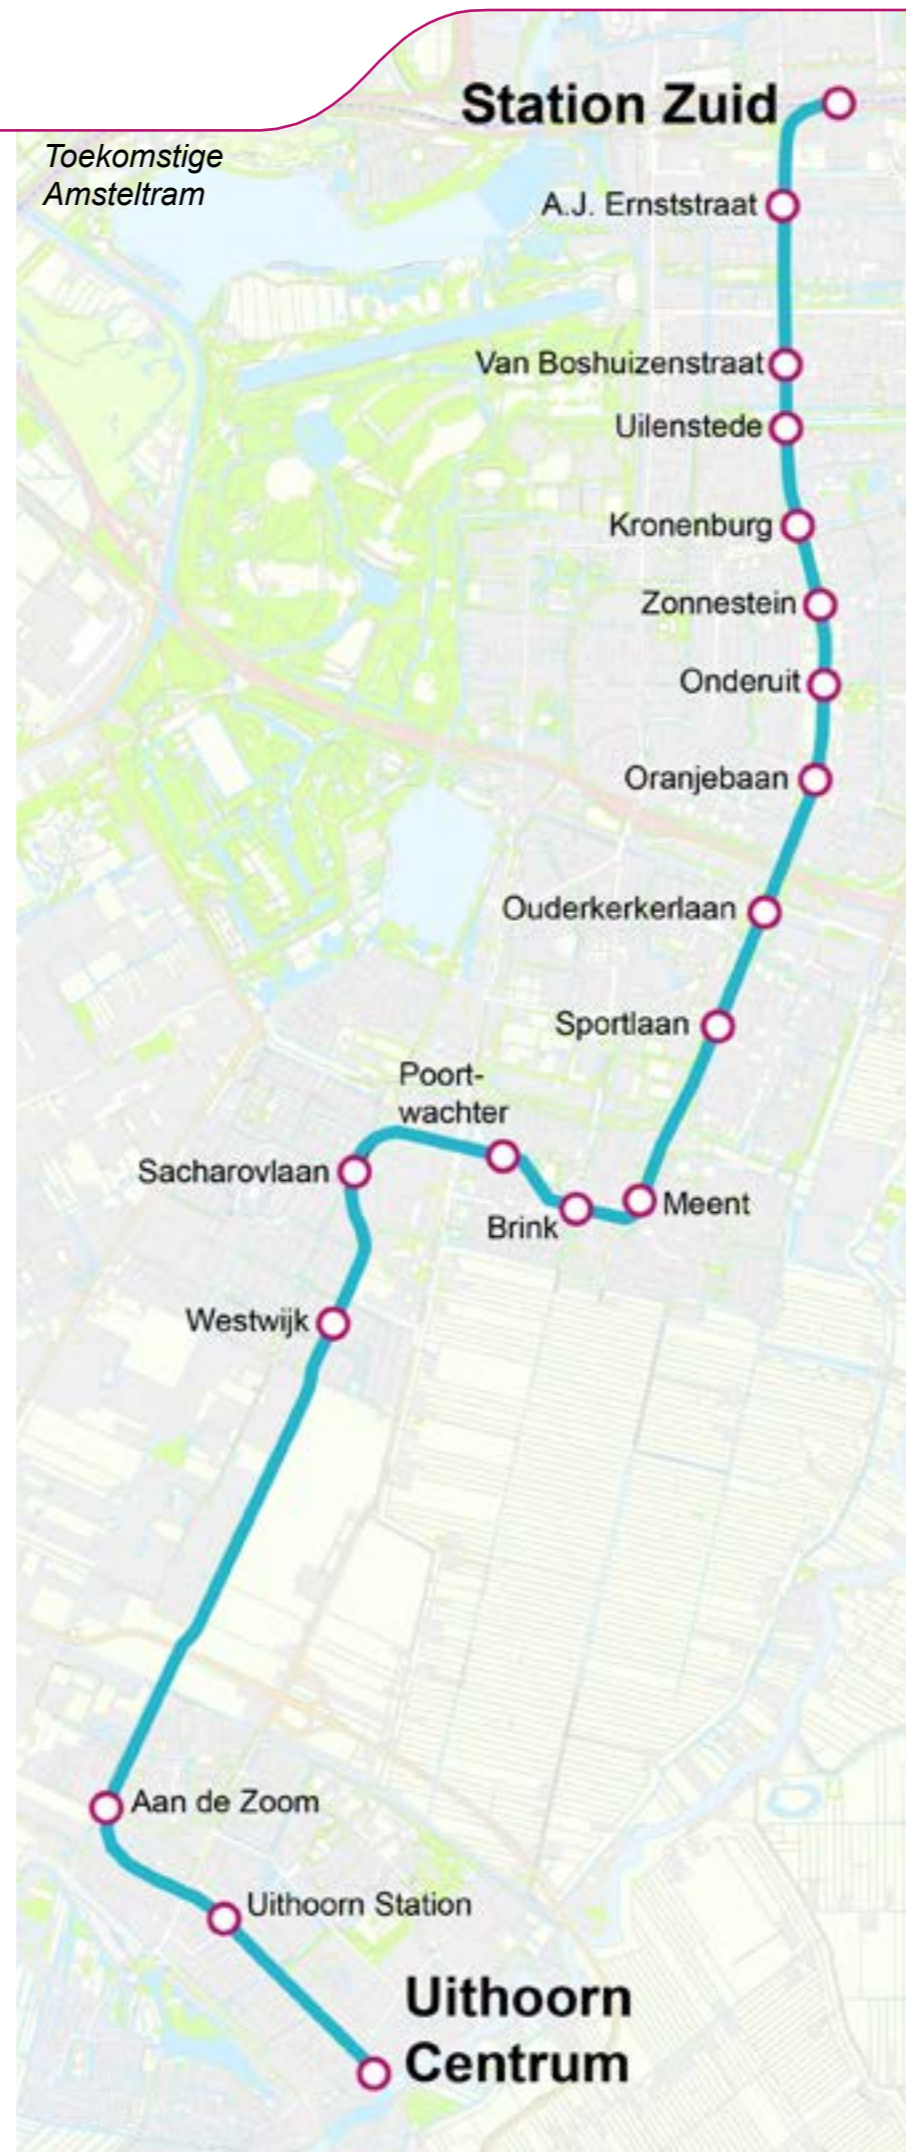 Station Zuid
Toekomstige
Amsteltram
A.J. Ernststraat
Van Boshuizenstraat
Uilenstede
Kronenburg
Zonnestein
Onderuit
Oranjebaan
Ouderkerkerlaan
Sportlaan
Poort-
wachter
Sacharovlaan
Meent
Brink
Westwijk
Aan de Zoom
Uithoorn Station
Uithoorn
Centrum